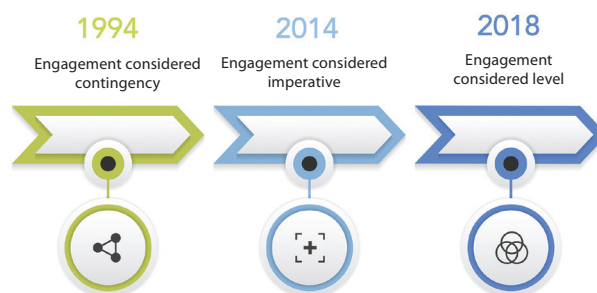 1994
Engagement considered
contingency
2014
Engagement considered
imperative
2018
Engagement
considered level